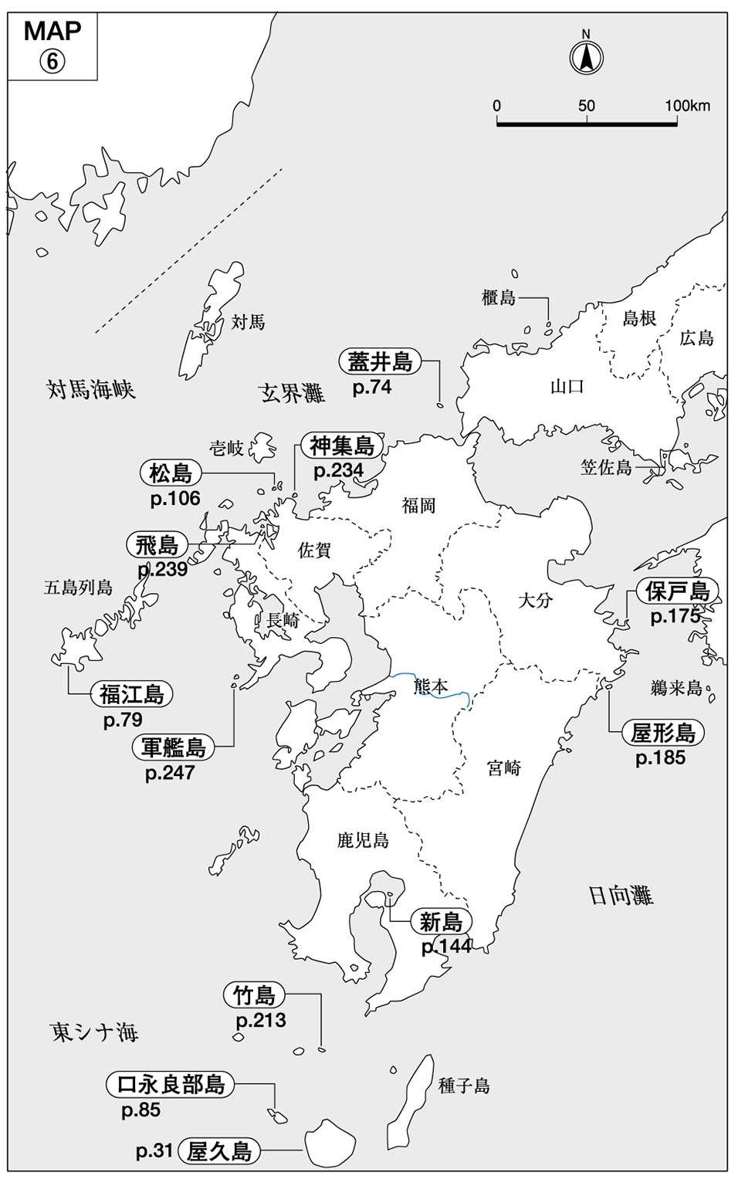 MAP
⑥
N
0 50 100km
櫃島
島根
対馬
広島
蓋井島
p.74
対馬海峡
玄界灘
山口
神集島
p.234
壱岐
松島
p.106
笠佐島
福岡
飛島
p.239
佐賀
五島列島
大分
保戸島
p.175
長崎
福江島
p.79
熊本
鵜来島
屋形島
p.185
軍艦島
p.247
宮崎
鹿児島
日向灘
新島
p.144
竹島
p.213
東シナ海
口永良部島
p.85
種子島
p.31 屋久島